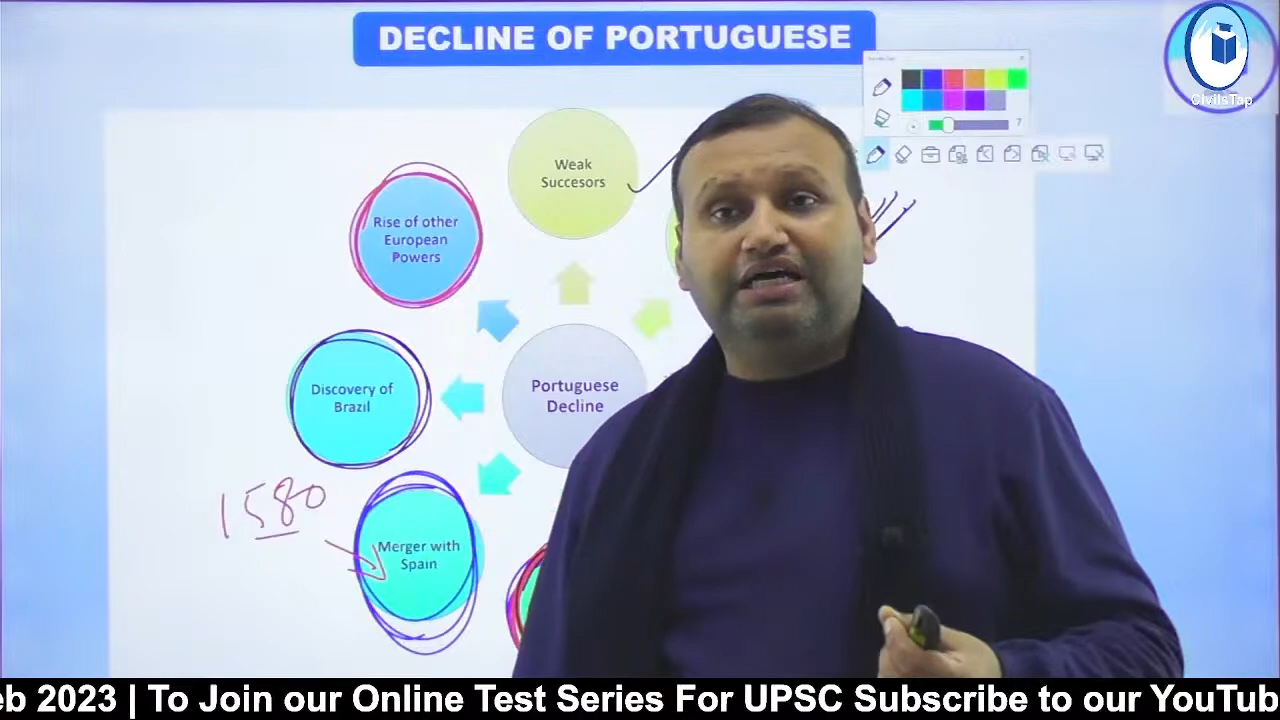 DECLINE OF PORTUGUESE
CivilsTap
7
Weak
Succesors
Rise of other
European
Powers
Discovery of
Brazil
Portuguese
Decline
1580
Merger with
Spain
eb 2023 | To Join our Online Test Series For UPSC Subscribe to our YouTub